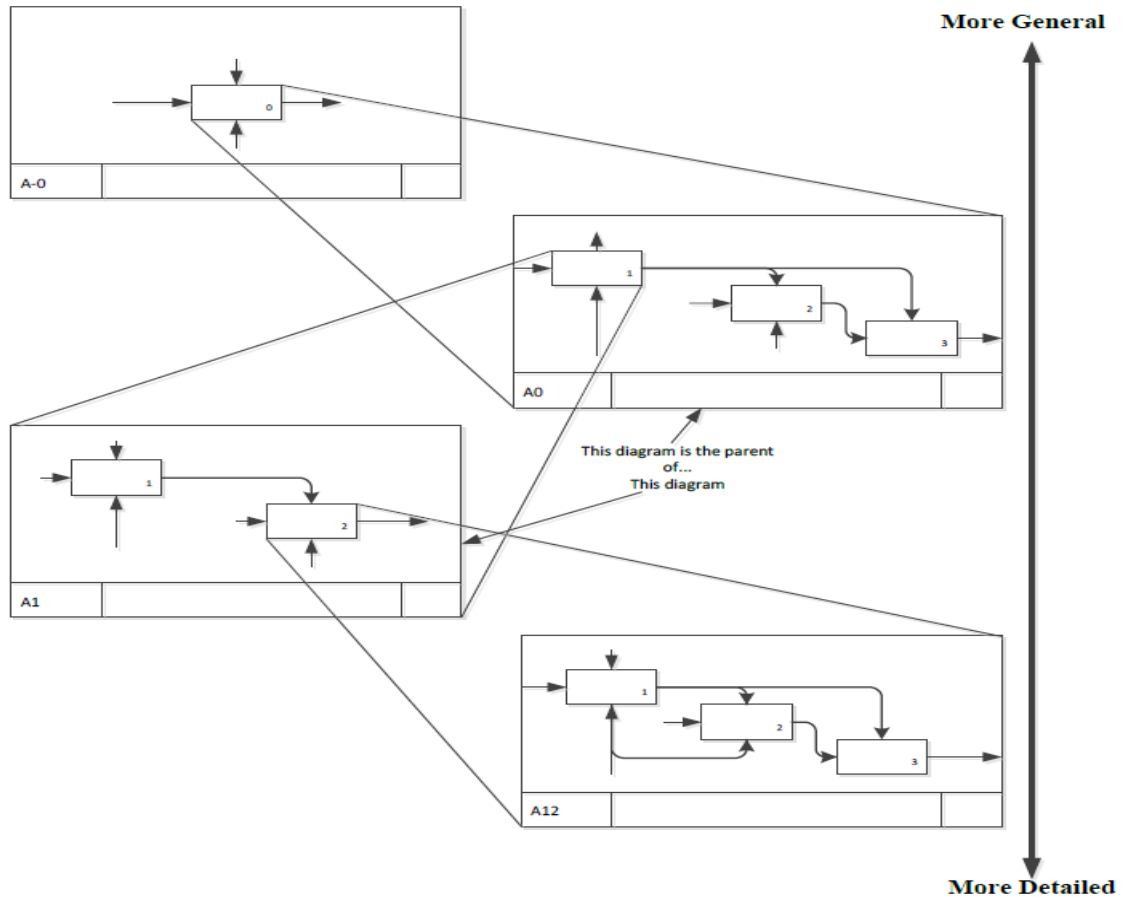 More General
0
A-0
1
2
3
A0
This diagram is the parent
of...
This diagram
1
2
A1
1
2
3
A12
More Detailed